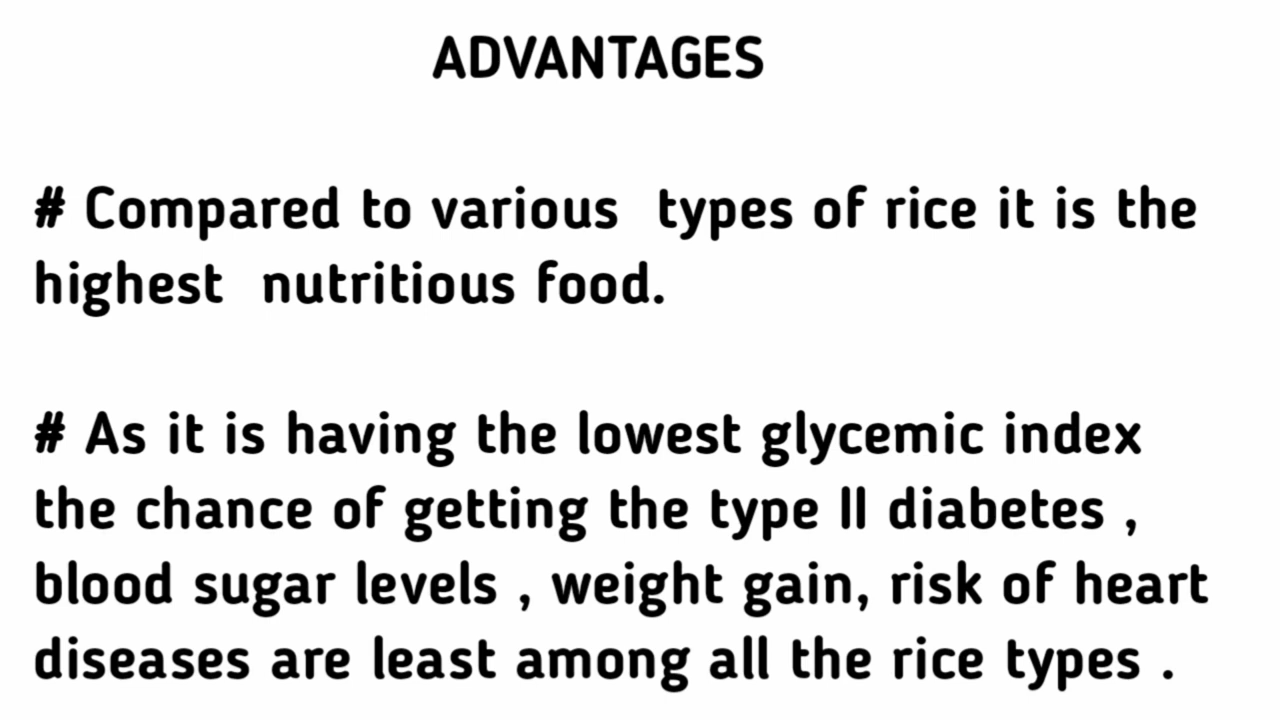 ADVANTAGES
# Compared to various types of rice it is the
highest nutritious food.
# As it is having the lowest glycemic index
the chance of getting the type II diabetes ,
blood sugar levels , weight gain, risk of heart
diseases are least among all the rice types .